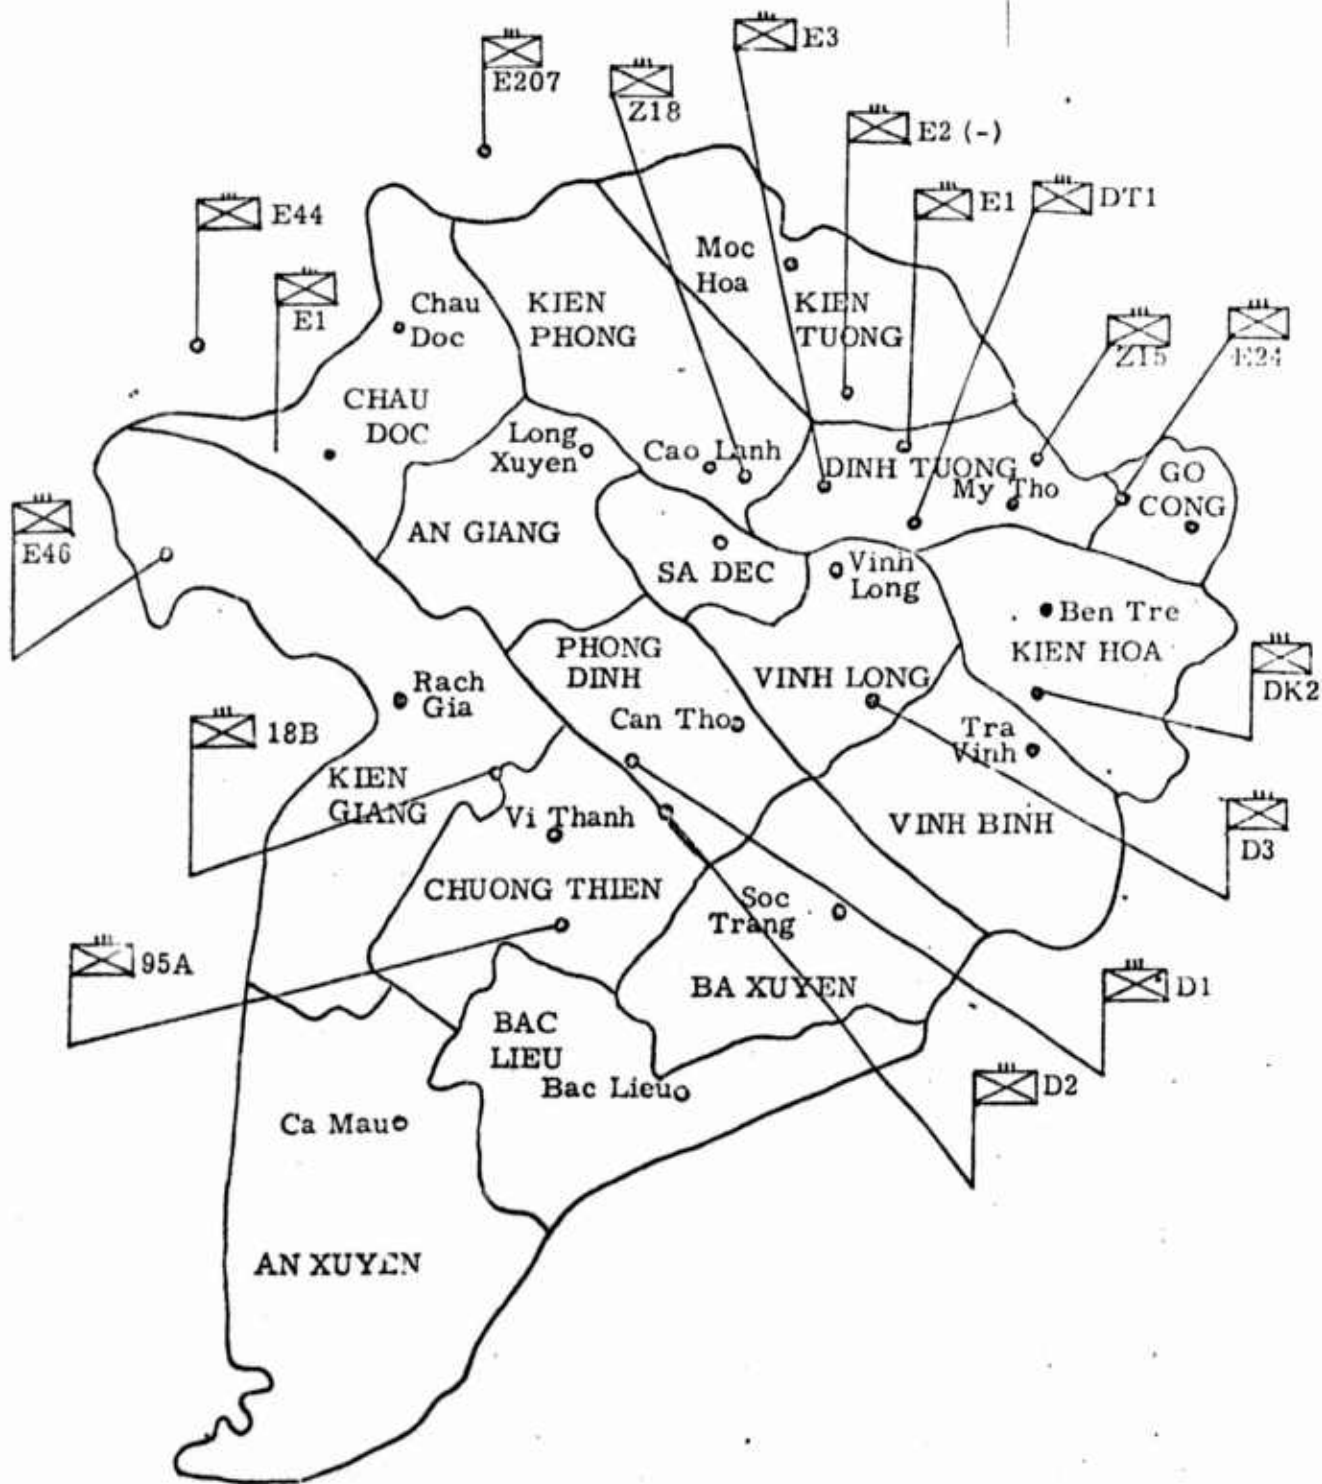 E3
E207
Z18
E2 (-)
E44
E1
DT1
E1
Moc
Hoa
Chau
Doc
KIEN
PHONG
KIEN
TUONG
Z15
E24
CHAU
DOC
Long
Xuyen
Cao Lanh
DINH TUONG
My Tho
GO
CONG
E46
AN GIANG
SA DEC
Vinh
Long
Ben Tre
KIEN HOA
PHONG
DINH
VINH LONG
DK2
Rach
Gia
18B
Can Tho
Tra
Vinh
KIEN
GIANG
Vi Thanh
VINH BINH
D3
CHUONG THIEN
Soc
Trang
95A
BA XUYEN
D1
BAC
LIEU
Bac Lieu
D2
Ca Mau
AN XUYEN